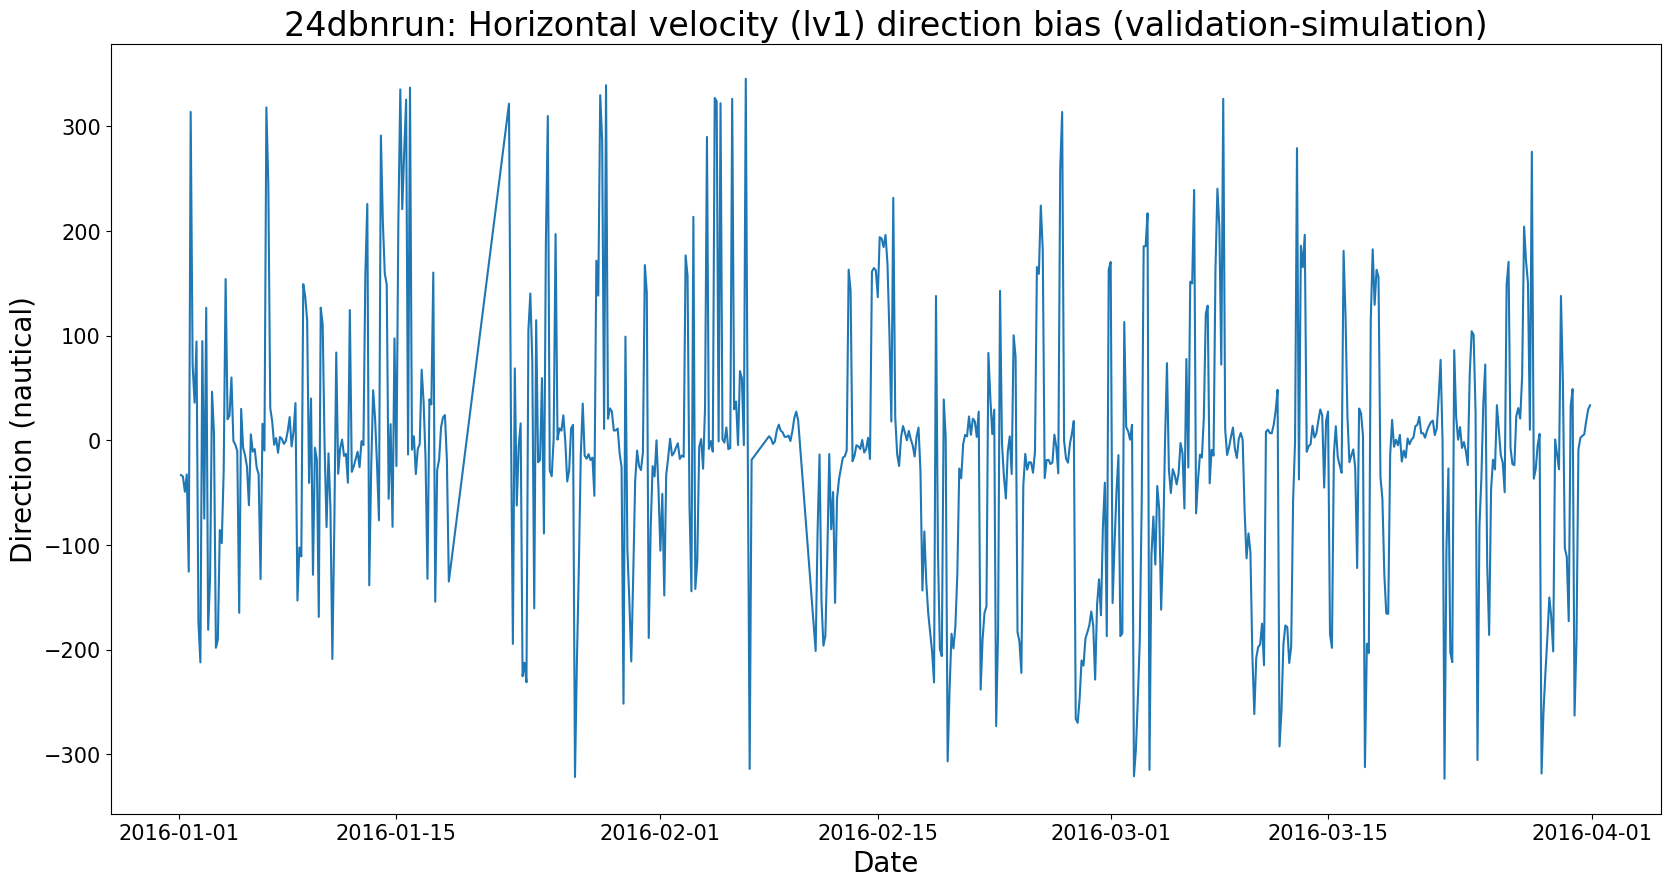 24dbnrun: Horizontal velocity (lv1) direction bias (validation-simulation)
Direction (nautical)
300
200
100
0
−100
−200
−300
2016-01-01 2016-01-15 2016-02-01 2016-02-15 2016-03-01 2016-03-15 2016-04-01
Date